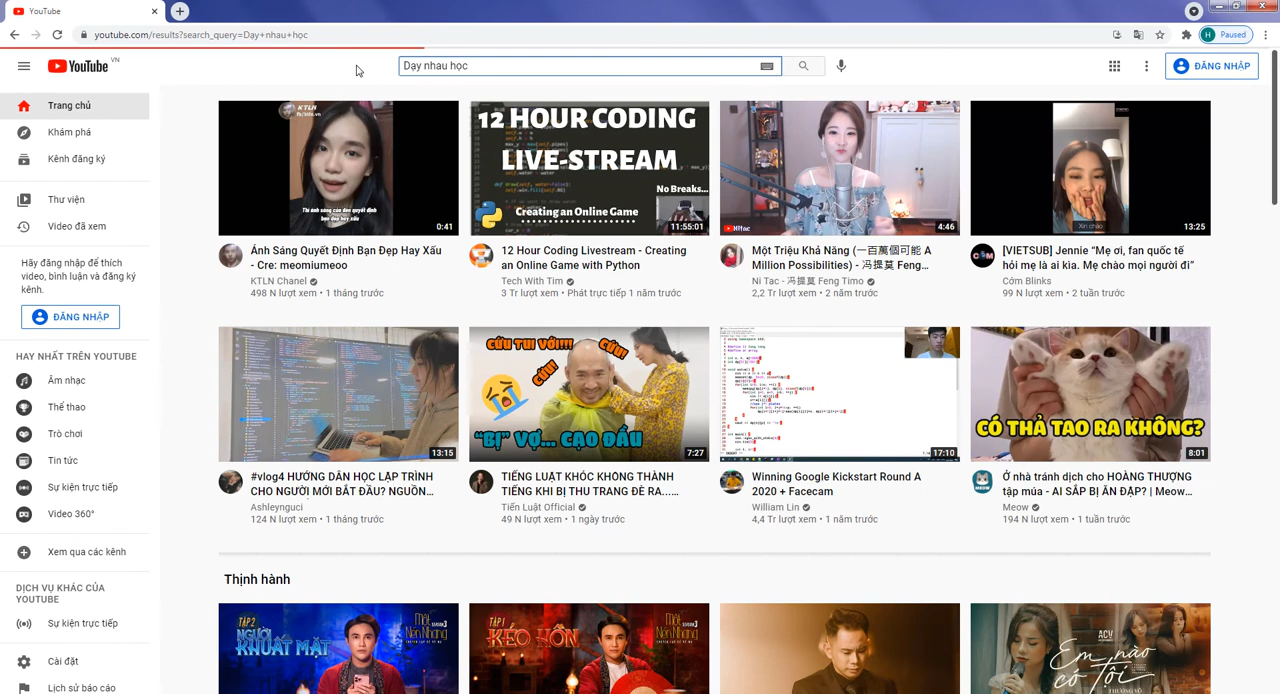 YouTube
youtube.com/results?search_query=Dạy+nhau+học
H Paused
YouTube VN
Dạy nhau học
ĐĂNG NHẬP
Trang chủ
Khám phá
Kênh đăng ký
Thư viện
Video đã xem
Hãy đăng nhập để thích
video, bình luận và đăng ký
kênh.
ĐĂNG NHẬP
HAY NHẤT TRÊN YOUTUBE
Âm nhạc
Thể thao
Trò chơi
Tin tức
Sự kiện trực tiếp
Video 360°
Xem qua các kênh
DỊCH VỤ KHÁC CỦA
YOUTUBE
Sự kiện trực tiếp
Cài đặt
Lịch sử báo cáo
KTLN
0:41
Ánh Sáng Quyết Định Bạn Đẹp Hay Xấu
- Cre: meomiumeoo
KTLN Chanel
498 N lượt xem • 1 tháng trước
12 HOUR CODING
LIVE-STREAM
No Breaks...
Creating an Online Game
11:55:01
12 Hour Coding Livestream - Creating
an Online Game with Python
Tech With Tim
3 Tr lượt xem • Phát trực tiếp 1 năm trước
4:46
Một Triệu Khả Năng (一百萬個可能 A
Million Possibilities) - 冯提莫 Feng...
Ni Tac - 冯提莫 Feng Timo
2,2 Tr lượt xem • 2 năm trước
Xin chào
13:25
[VIETSUB] Jennie “Mẹ ơi, fan quốc tế
hỏi mẹ là ai kìa. Mẹ chào mọi người đi”
Cớm Blinks
99 N lượt xem • 2 tuần trước
13:15
#vlog4 HƯỚNG DẪN HỌC LẬP TRÌNH
CHO NGƯỜI MỚI BẮT ĐẦU? NGUỒN...
Ashleynguci
124 N lượt xem • 1 tháng trước
CỨU TUI VỚI!!!!
CỨU!
CỨU!
“BỊ” VỢ... CẠO ĐẦU
7:27
TIẾNG LUẬT KHÓC KHÔNG THÀNH
TIẾNG KHI BỊ THU TRANG ĐÈ RA.....
Tiến Luật Official
49 N lượt xem • 1 ngày trước
17:10
Winning Google Kickstart Round A
2020 + Facecam
William Lin
4,4 Tr lượt xem • 1 năm trước
CÓ THẢ TAO RA KHÔNG?
8:01
Ở nhà tránh dịch cho HOÀNG THƯỢNG
tập múa - AI SẮP BỊ ĂN ĐẬP? | Meow...
Meow
194 N lượt xem • 1 tuần trước
Thịnh hành
TẬP 2
NGƯỜI
KHUẤT MẶT
Một
Nén Nhang
TẬP 1
KÉO HỒN
Một
Nén Nhang
ACV
Em nào
có tội